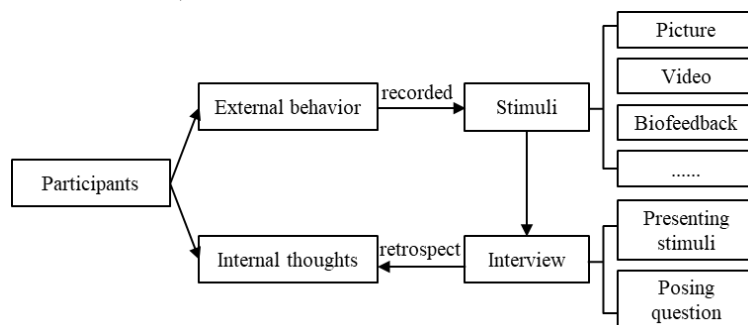 Picture
Video
Biofeedback
......
External behavior
recorded
Stimuli
Participants
Internal thoughts
retrospect
Interview
Presenting
stimuli
Posing
question